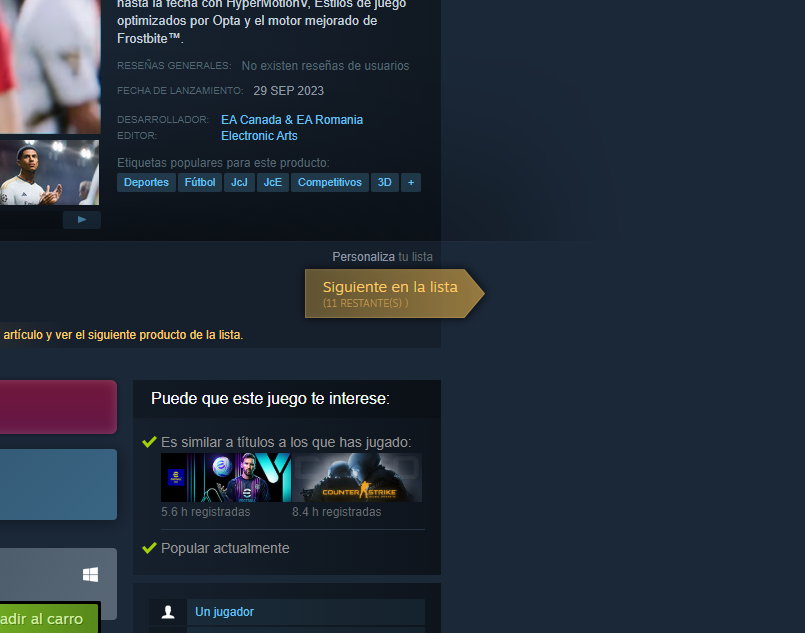 hasta la fecha con HyperMotionV, Estilos de juego
optimizados por Opta y el motor mejorado de
Frostbite™.
RESEÑAS GENERALES: No existen reseñas de usuarios
FECHA DE LANZAMIENTO: 29 SEP 2023
DESARROLLADOR: EA Canada & EA Romania
EDITOR: Electronic Arts
Etiquetas populares para este producto:
Deportes Fútbol JcJ JcE Competitivos 3D +
Personaliza tu lista
Siguiente en la lista
(11 RESTANTE(S) )
artículo y ver el siguiente producto de la lista.
Puede que este juego te interese:
Es similar a títulos a los que has jugado:
COUNTER STRIKE
5.6 h registradas 8.4 h registradas
Popular actualmente
Un jugador
adir al carro